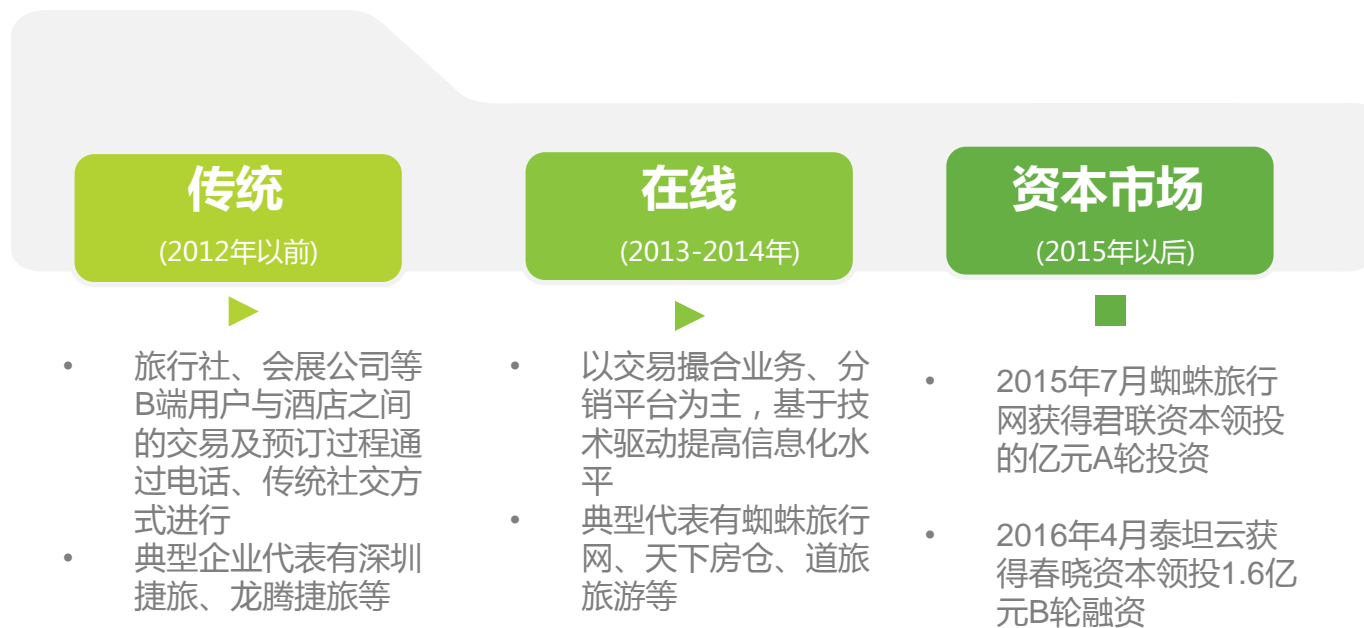 传统
(2012年以前)
• 旅行社、会展公司等
B端用户与酒店之间
的交易及预订过程通
过电话、传统社交方
式进行
• 典型企业代表有深圳
捷旅、龙腾捷旅等
在线
(2013-2014年)
• 以交易撮合业务、分
销平台为主，基于技
术驱动提高信息化水
平
• 典型代表有蜘蛛旅行
网、天下房仓、道旅
旅游等
资本市场
(2015年以后)
• 2015年7月蜘蛛旅行
网获得君联资本领投
的亿元A轮投资
• 2016年4月泰坦云获
得春晓资本领投1.6亿
元B轮融资